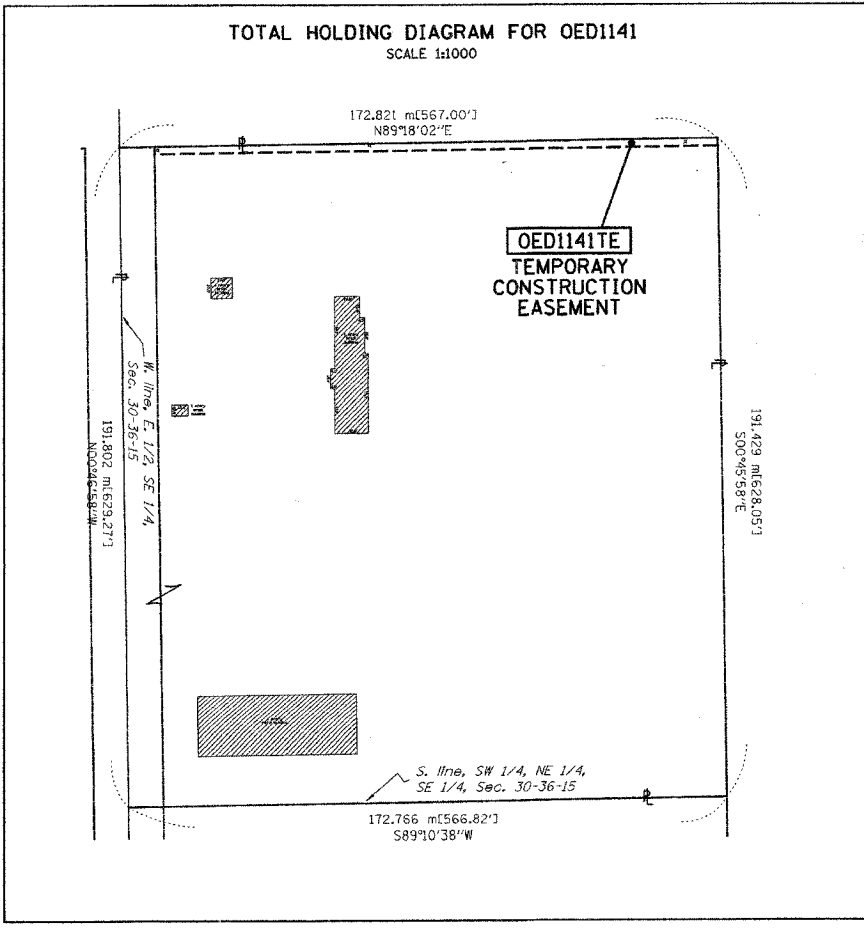 TOTAL HOLDING DIAGRAM FOR OED1141
SCALE 1:1000
172.821 m[567.00']
N89°18'02"E
OED1141TE
TEMPORARY
CONSTRUCTION
EASEMENT
W. line, E. 1/2, SE 1/4,
Sec. 30-36-15
191.802 m[629.27']
N00°46'58"W
191.429 m[628.05']
S00°45'58"E
S. line, SW 1/4, NE 1/4,
SE 1/4, Sec. 30-36-15
172.766 m[566.82']
S89°10'38"W